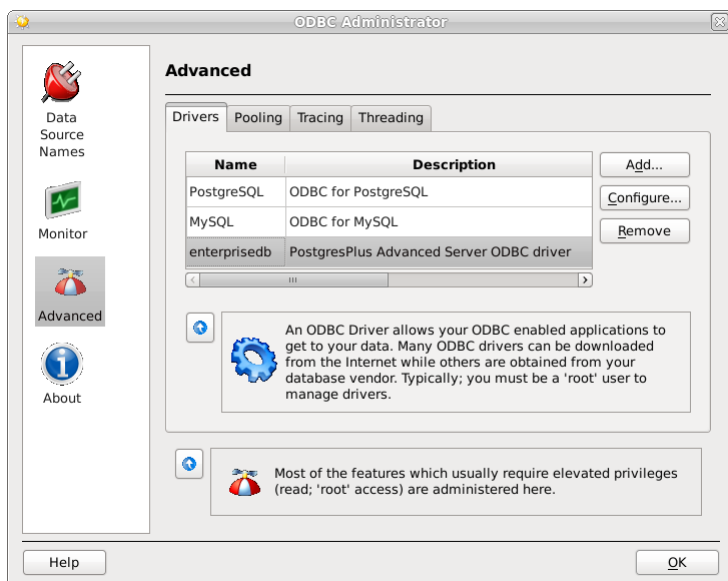 ODBC Administrator
Data
Source
Names
Monitor
Advanced
About
Advanced
Drivers Pooling Tracing Threading
Name Description
PostgreSQL ODBC for PostgreSQL
MySQL ODBC for MySQL
enterprisedb PostgresPlus Advanced Server ODBC driver
Add...
Configure...
Remove
An ODBC Driver allows your ODBC enabled applications to
get to your data. Many ODBC drivers can be downloaded
from the Internet while others are obtained from your
database vendor. Typically; you must be a 'root' user to
manage drivers.
Most of the features which usually require elevated privileges
(read; 'root' access) are administered here.
Help OK